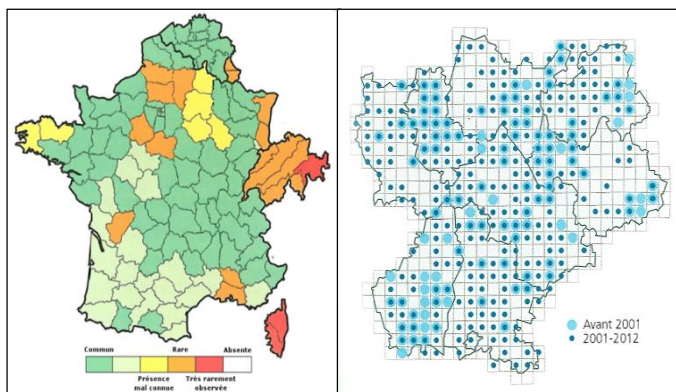 Commun
Rare
Absente
Présence
mal connue
Très rarement
observée
Avant 2001
2001-2012